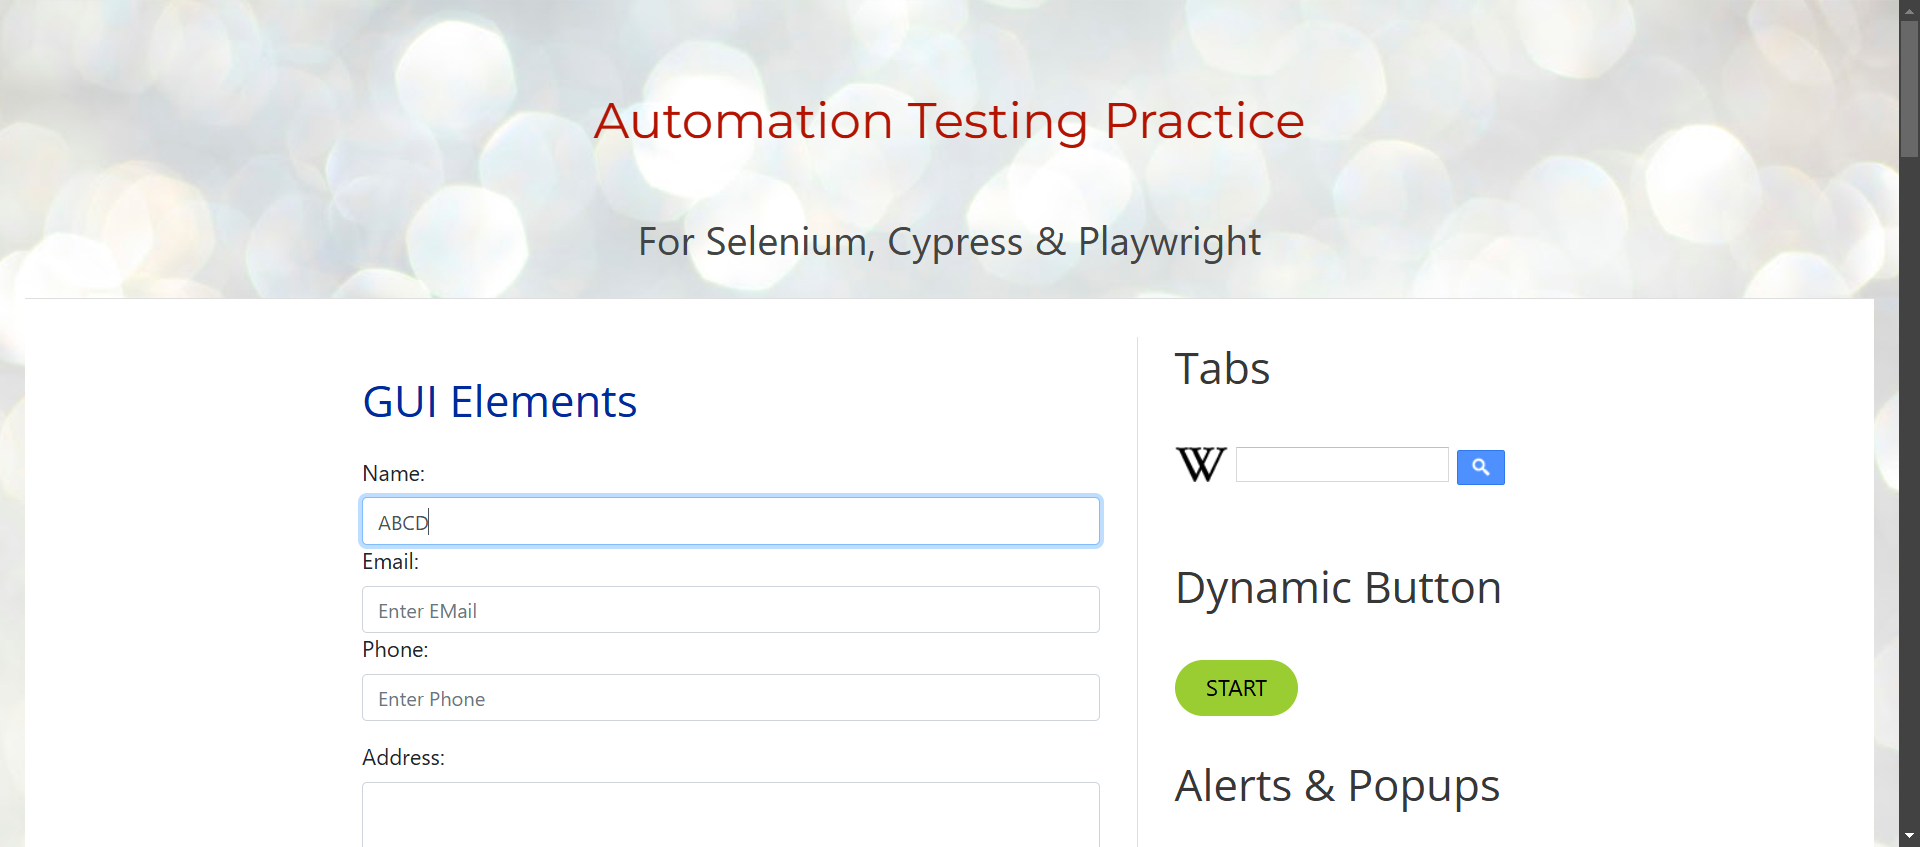 Automation Testing Practice
For Selenium, Cypress & Playwright
GUI Elements
Name:
ABCD
Email:
Enter EMail
Phone:
Enter Phone
Address:
Tabs
W
Dynamic Button
START
Alerts & Popups